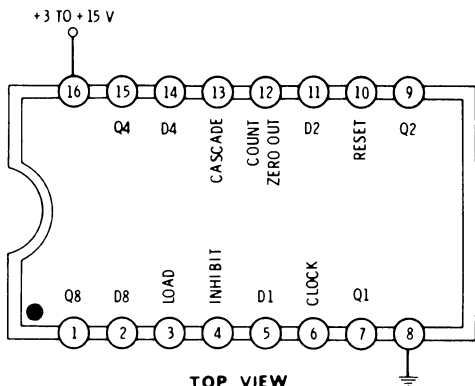 +3 TO +15 V
16 15 14 13 12 11 10 9
Q4 D4 CASCADE COUNT ZERO OUT D2 RESET Q2
Q8 D8 LOAD INHIBIT D1 CLOCK Q1
1 2 3 4 5 6 7 8
TOP VIEW